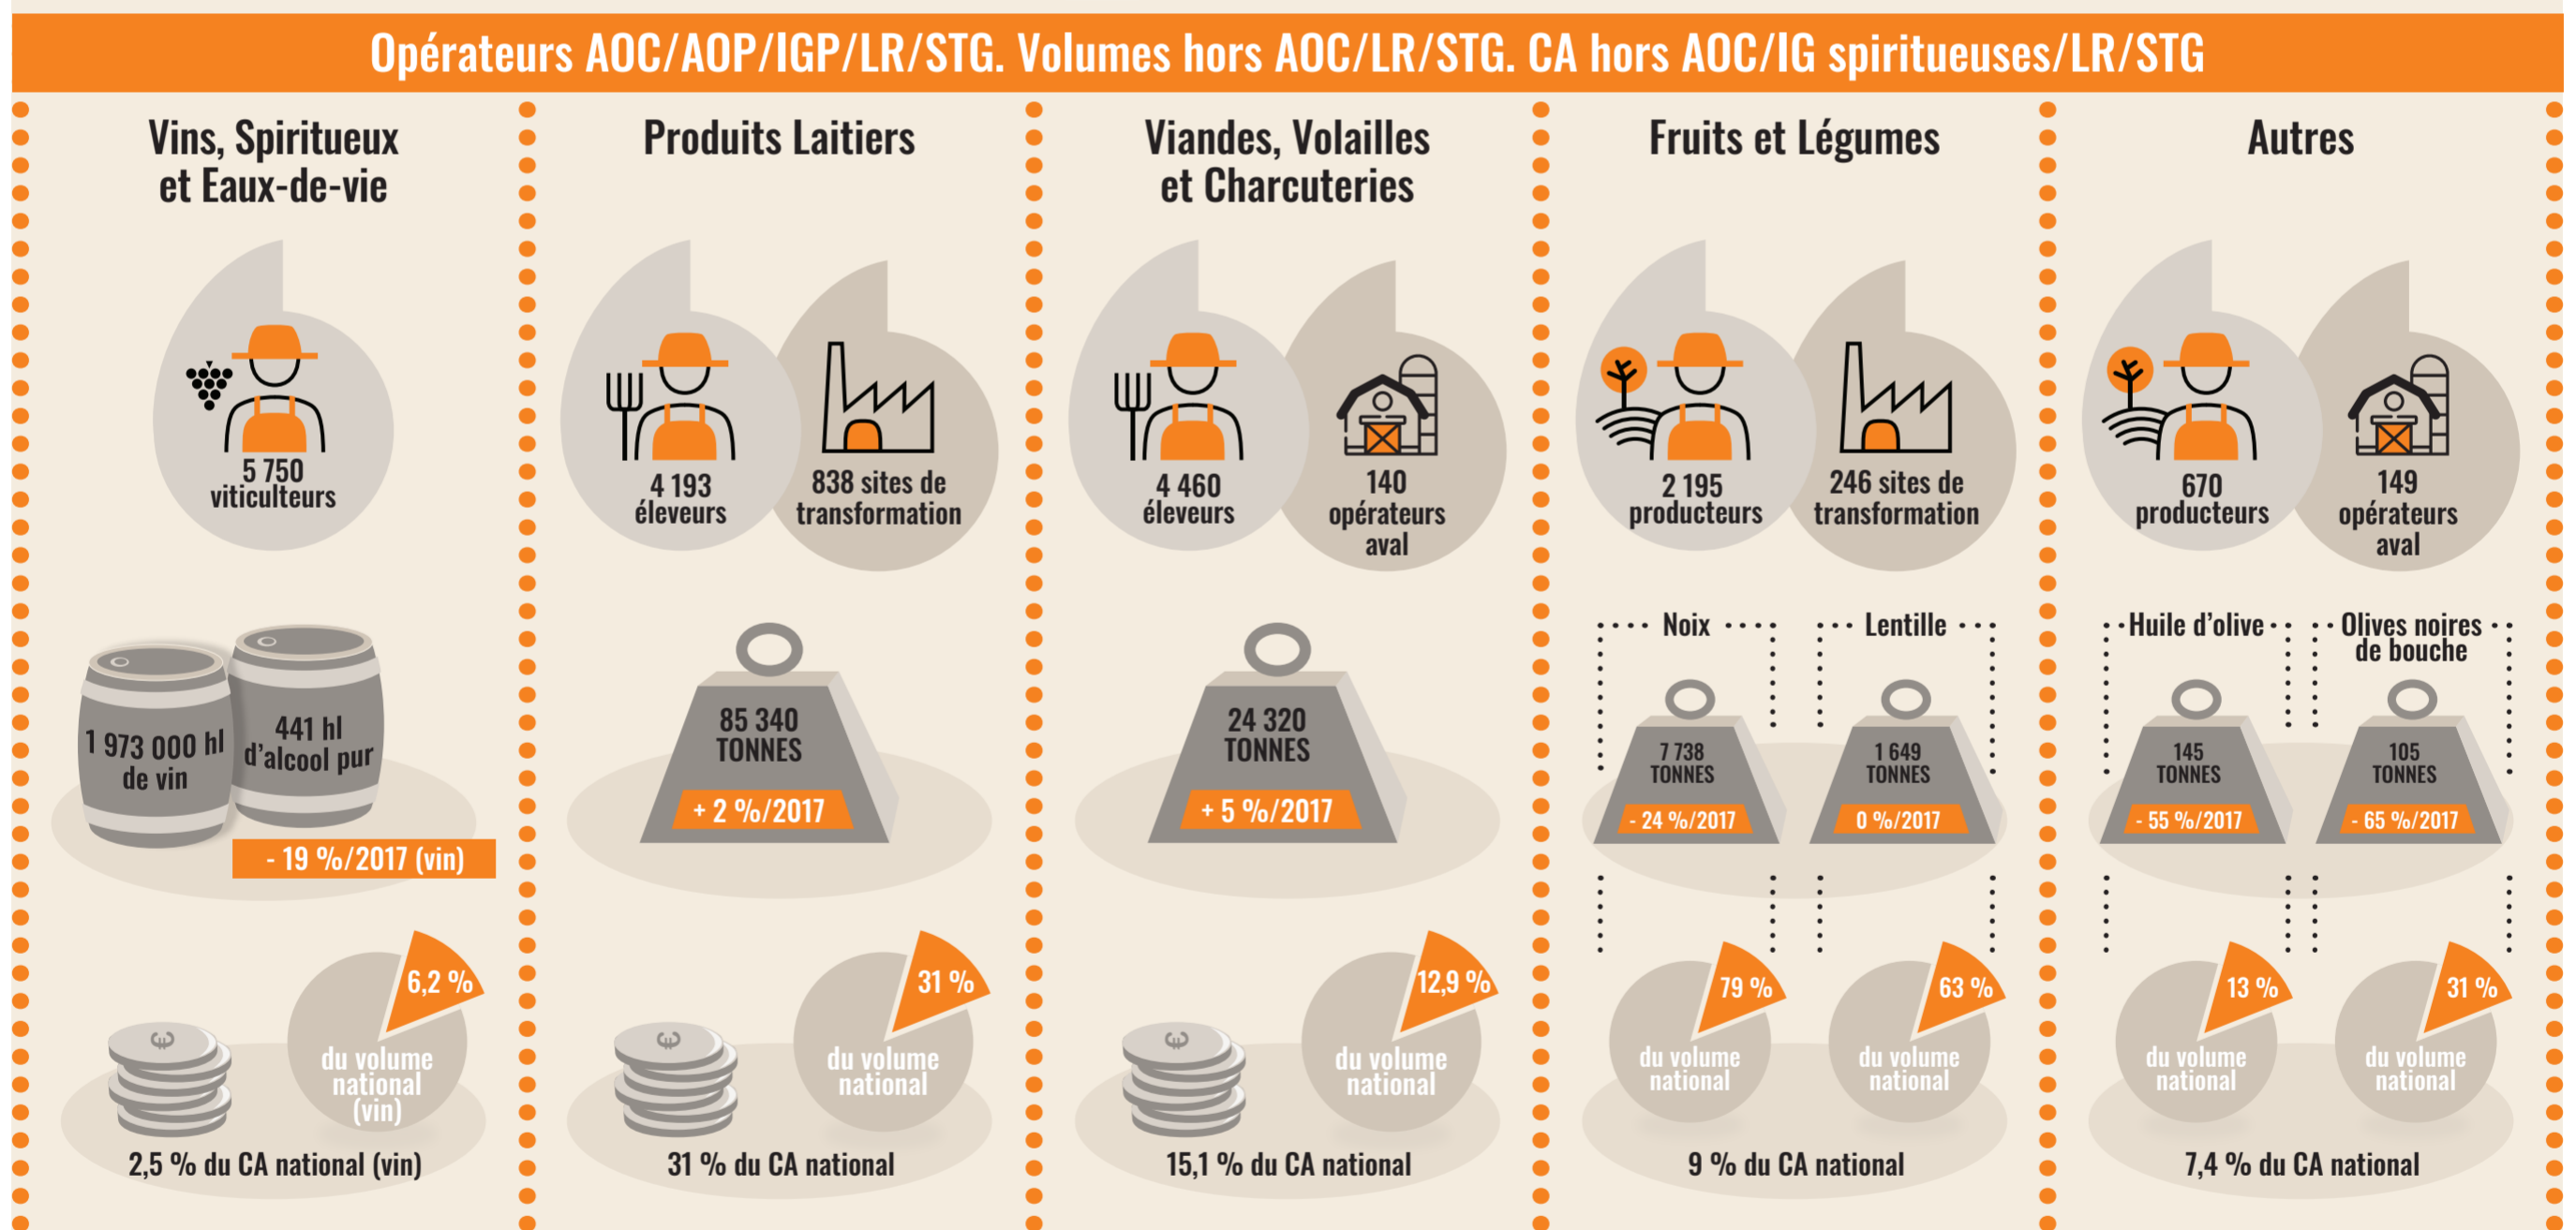 Opérateurs AOC/AOP/IGP/LR/STG. Volumes hors AOC/LR/STG. CA hors AOC/IG spiritueuses/LR/STG
Vins, Spiritueux
et Eaux-de-vie
5 750
viticulteurs
1 973 000 hl
de vin
441 hl
d'alcool pur
- 19 %/2017 (vin)
6,2 %
du volume
national
(vin)
2,5 % du CA national (vin)
Produits Laitiers
4 193
éleveurs
838 sites de
transformation
85 340
TONNES
+ 2 %/2017
31 %
du volume
national
31 % du CA national
Viandes, Volailles
et Charcuteries
4 460
éleveurs
140
opérateurs
aval
24 320
TONNES
+ 5 %/2017
12,9 %
du volume
national
15,1 % du CA national
Fruits et Légumes
2 195
producteurs
246 sites de
transformation
Noix
7 738
TONNES
- 24 %/2017
79 %
du volume
national
Lentille
1 649
TONNES
0 %/2017
63 %
du volume
national
9 % du CA national
Autres
670
producteurs
149
opérateurs
aval
Huile d'olive
145
TONNES
- 55 %/2017
13 %
du volume
national
Olives noires
de bouche
105
TONNES
- 65 %/2017
31 %
du volume
national
7,4 % du CA national